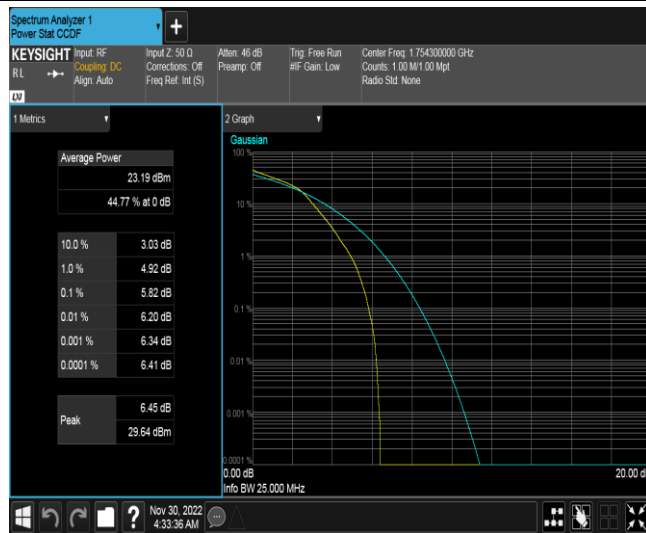 Spectrum Analyzer 1
Power Stat CCDF
+
KEYSIGHT
RL
LXI
Input: RF
Coupling: DC
Align: Auto
Input Z: 50 Ω
Corrections: Off
Freq Ref: Int (S)
Atten: 46 dB
Preamp: Off
Trig: Free Run
#IF Gain: Low
Center Freq: 1.754300000 GHz
Counts: 1.00 M/1.00 Mpt
Radio Std: None
1 Metrics
Average Power
23.19 dBm
44.77 % at 0 dB
10.0 % 3.03 dB
1.0 % 4.92 dB
0.1 % 5.82 dB
0.01 % 6.20 dB
0.001 % 6.34 dB
0.0001 % 6.41 dB
Peak
6.45 dB
29.64 dBm
2 Graph
Gaussian
100 %
10 %
1 %
0.1 %
0.01 %
0.001 %
0.0001 %
0.00 dB
20.00 d
Info BW 25.000 MHz
?
Nov 30, 2022
4:33:36 AM